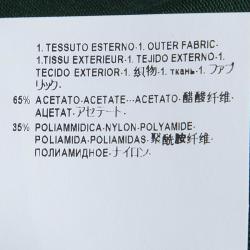 1. TESSUTO ESTERNO · 1. OUTER FABRIC ·
1.TISSU EXTERIEUR · 1. TEJIDO EXTERNO · 1.
TECIDO EXTERIOR · 1. 织物 · 1. ткань · 1. ファブ
リック.
65% ACETATO-ACETATE...ACETATO- 醋酸纤维
АЦЕТАТ- アセテート-
35% POLIAMMIDICA-NYLON-POLYAMIDE
POLIAMIDA-POLIAMIDAS- 聚酰胺纤维-
ПОЛИАМИДНОЕ- ナイロン-